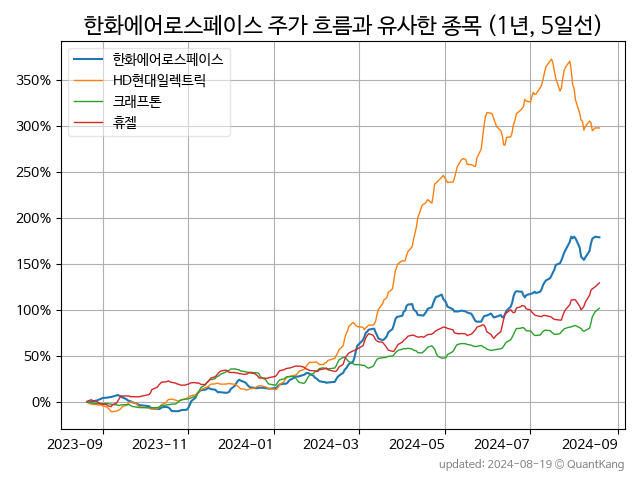 한화에어로스페이스 주가 흐름과 유사한 종목 (1년, 5일선)
한화에어로스페이스
HD현대일렉트릭
크래프톤
휴젤
350%
300%
250%
200%
150%
100%
50%
0%
2023-09 2023-11 2024-01 2024-03 2024-05 2024-07 2024-09
updated: 2024-08-19 © QuantKang